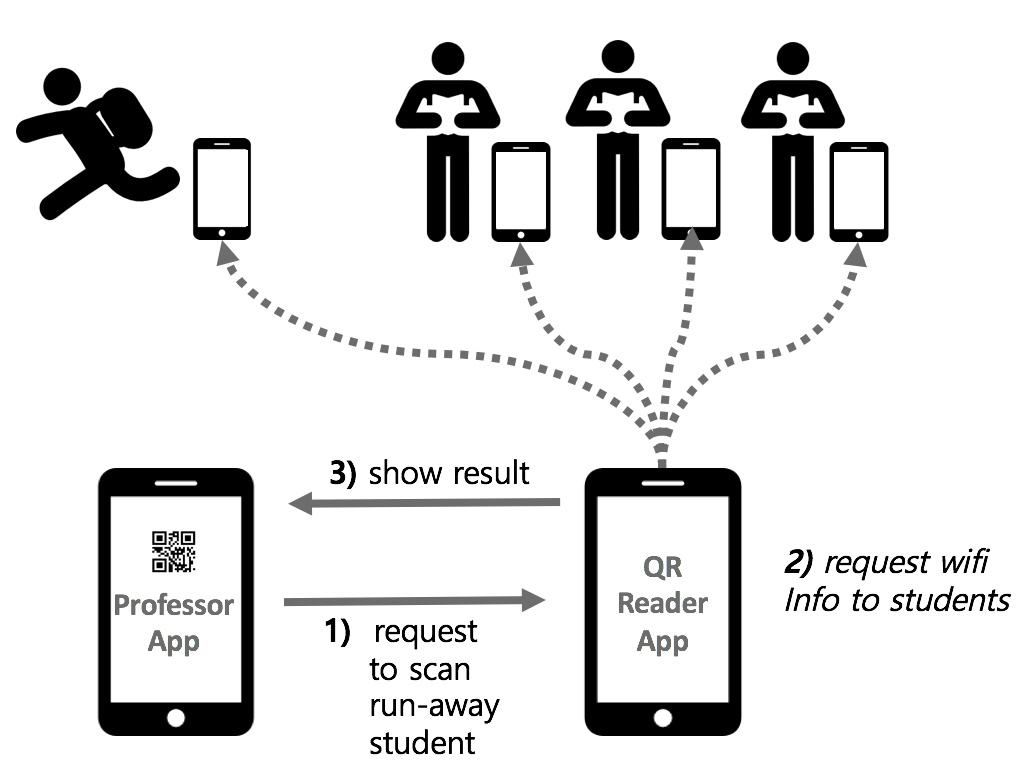 3) show result
Professor
App
QR
Reader
App
2) request wifi
Info to students
1) request
to scan
run-away
student